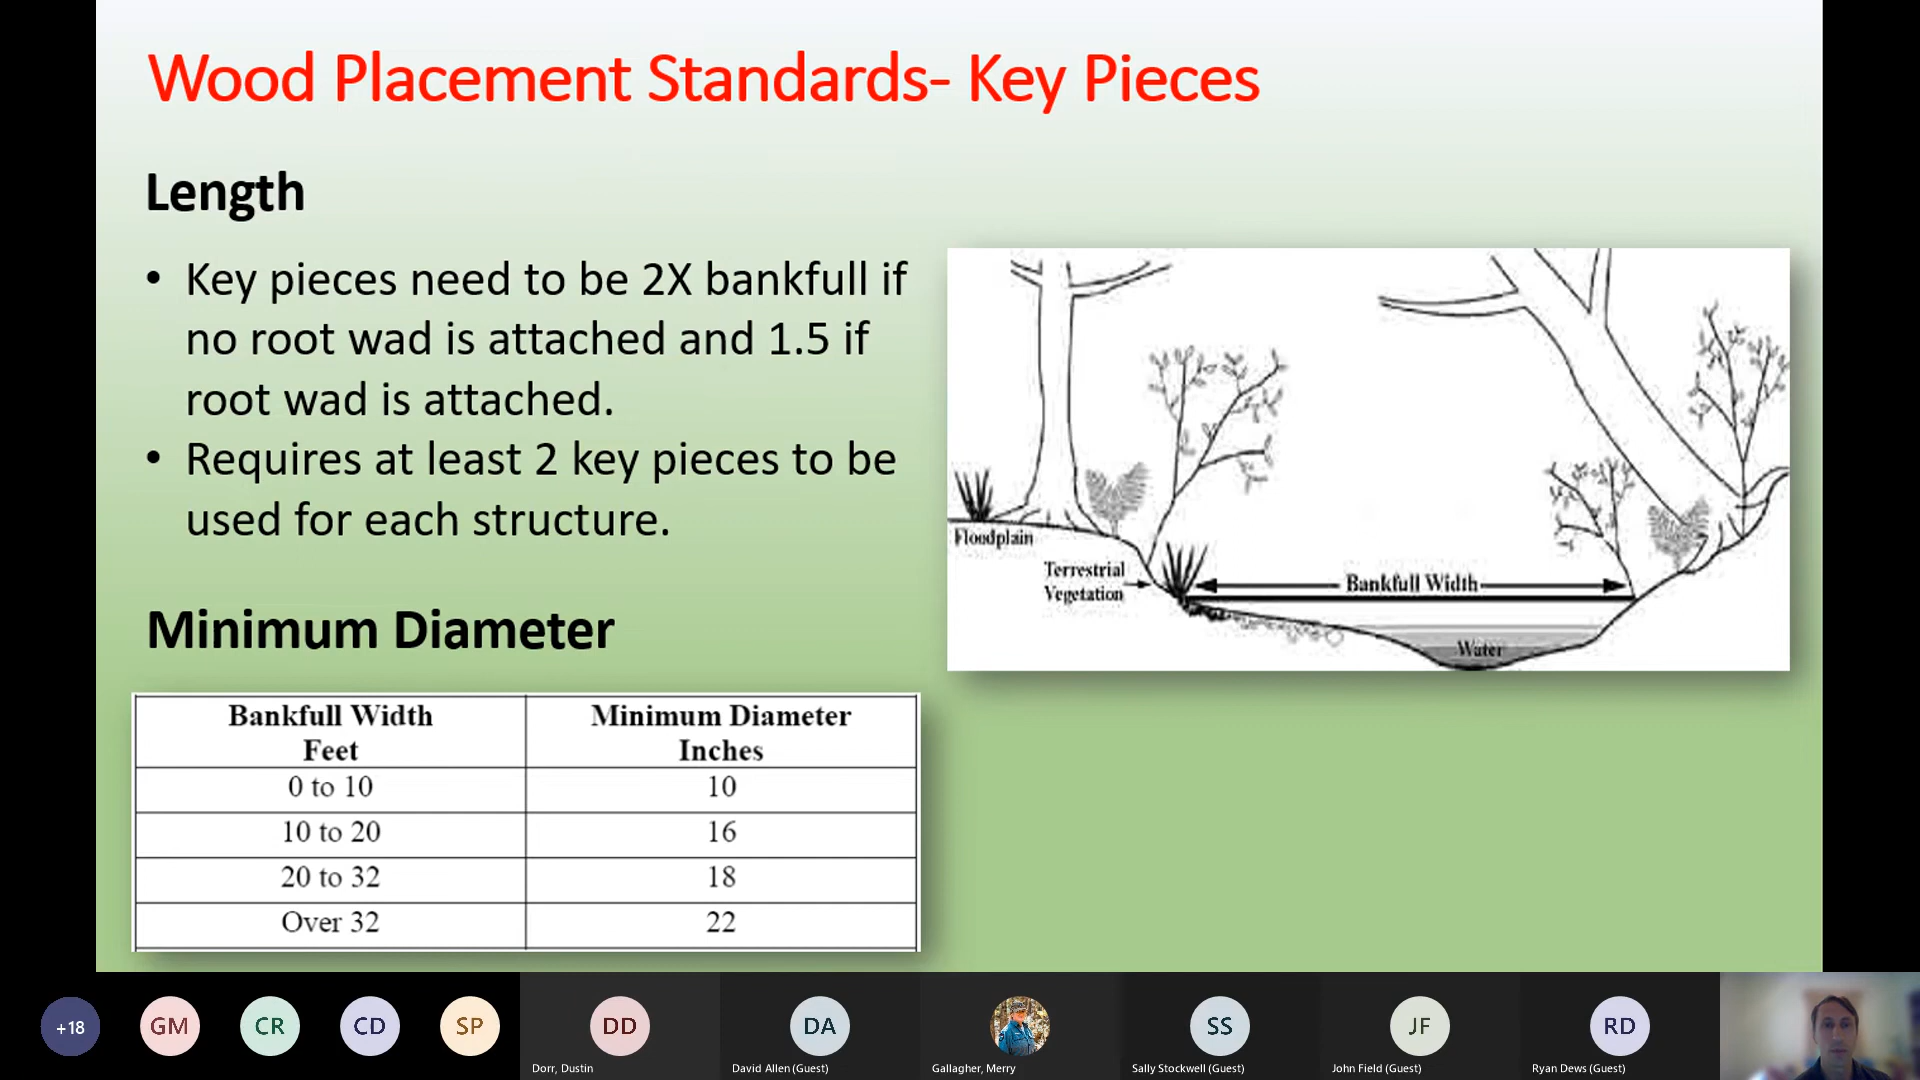 Wood Placement Standards- Key Pieces
Length
• Key pieces need to be 2X bankfull if
no root wad is attached and 1.5 if
root wad is attached.
• Requires at least 2 key pieces to be
used for each structure.
Floodplain
Terrestrial
Vegetation
Bankfull Width
Water
Minimum Diameter
Bankfull Width Minimum Diameter
Feet Inches
0 to 10 10
10 to 20 16
20 to 32 18
Over 32 22
+18 GM CR CD SP DD DA SS JF RD
Dorr, Dustin David Allen (Guest) Gallagher, Merry Sally Stockwell (Guest) John Field (Guest) Ryan Dews (Guest)